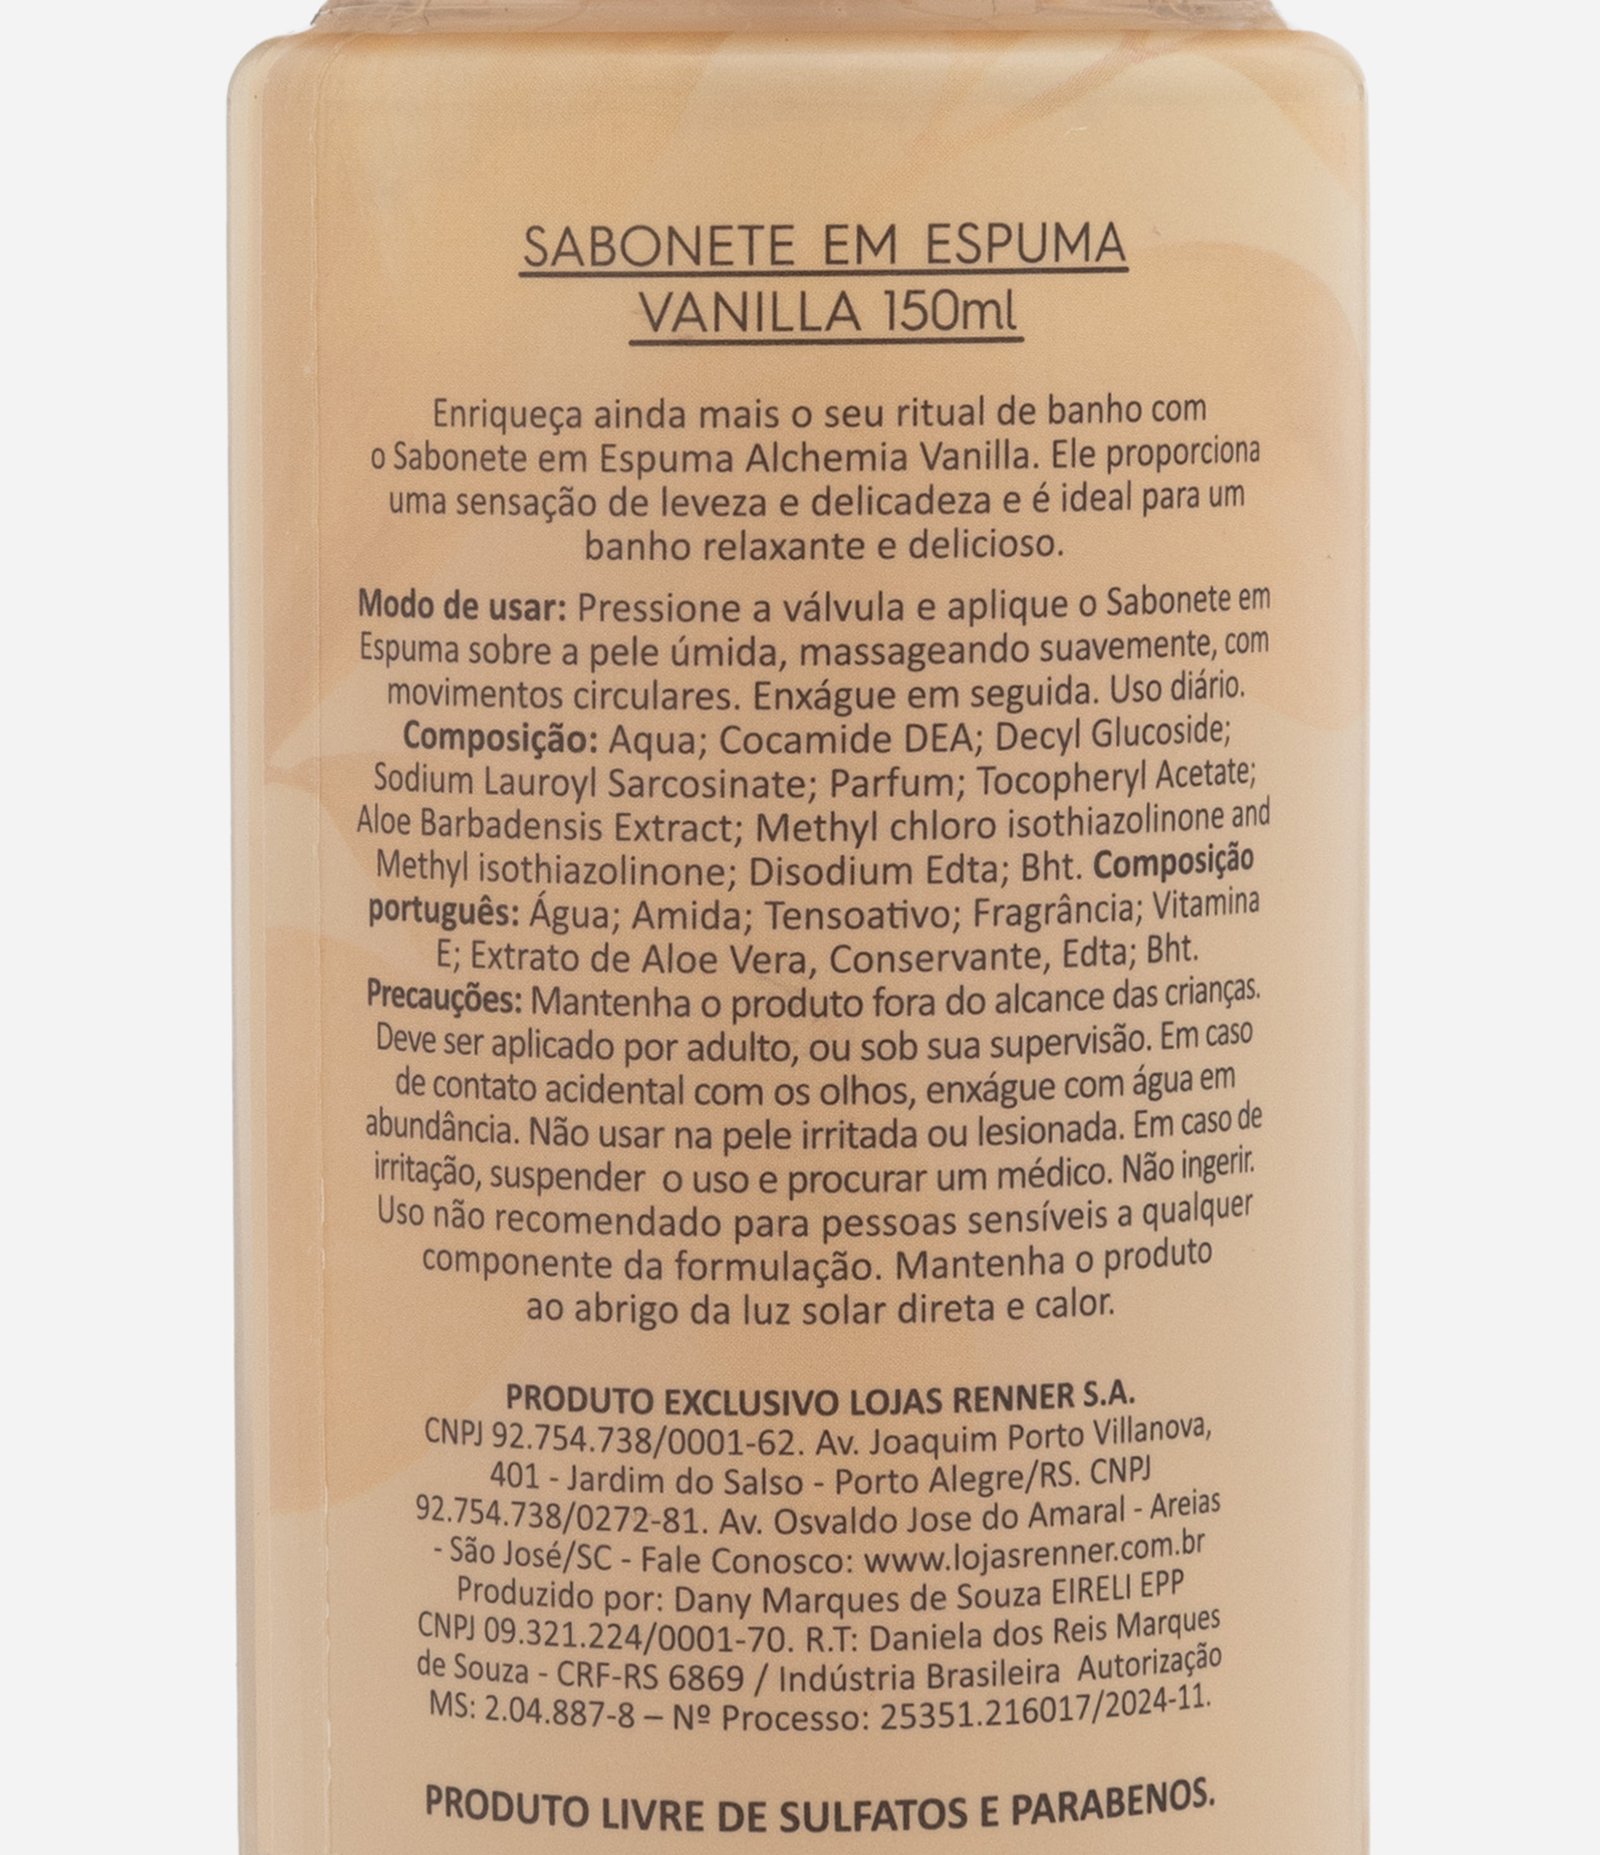 SABONETE EM ESPUMA
VANILLA 150ml
Enriqueça ainda mais o seu ritual de banho com
o Sabonete em Espuma Alchemia Vanilla. Ele proporciona
uma sensação de leveza e delicadeza e é ideal para um
banho relaxante e delicioso.
Modo de usar: Pressione a válvula e aplique o Sabonete em
Espuma sobre a pele úmida, massageando suavemente, com
movimentos circulares. Enxágue em seguida. Uso diário.
Composição: Aqua; Cocamide DEA; Decyl Glucoside;
Sodium Lauroyl Sarcosinate; Parfum; Tocopheryl Acetate;
Aloe Barbadensis Extract; Methyl chloro isothiazolinone and
Methyl isothiazolinone; Disodium Edta; Bht. Composição
português: Água; Amida; Tensoativo; Fragrância; Vitamina
E; Extrato de Aloe Vera, Conservante, Edta; Bht.
Precauções: Mantenha o produto fora do alcance das crianças.
Deve ser aplicado por adulto, ou sob sua supervisão. Em caso
de contato acidental com os olhos, enxágue com água em
abundância. Não usar na pele irritada ou lesionada. Em caso de
irritação, suspender o uso e procurar um médico. Não ingerir.
Uso não recomendado para pessoas sensíveis a qualquer
componente da formulação. Mantenha o produto
ao abrigo da luz solar direta e calor.
PRODUTO EXCLUSIVO LOJAS RENNER S.A.
CNPJ 92.754.738/0001-62. Av. Joaquim Porto Villanova,
401 - Jardim do Salso - Porto Alegre/RS. CNPJ
92.754.738/0272-81. Av. Osvaldo Jose do Amaral - Areias
- São José/SC - Fale Conosco: www.lojasrenner.com.br
Produzido por: Dany Marques de Souza EIRELI EPP
CNPJ 09.321.224/0001-70. R.T: Daniela dos Reis Marques
de Souza - CRF-RS 6869 / Indústria Brasileira Autorização
MS: 2.04.887-8 – Nº Processo: 25351.216017/2024-11.
PRODUTO LIVRE DE SULFATOS E PARABENOS.